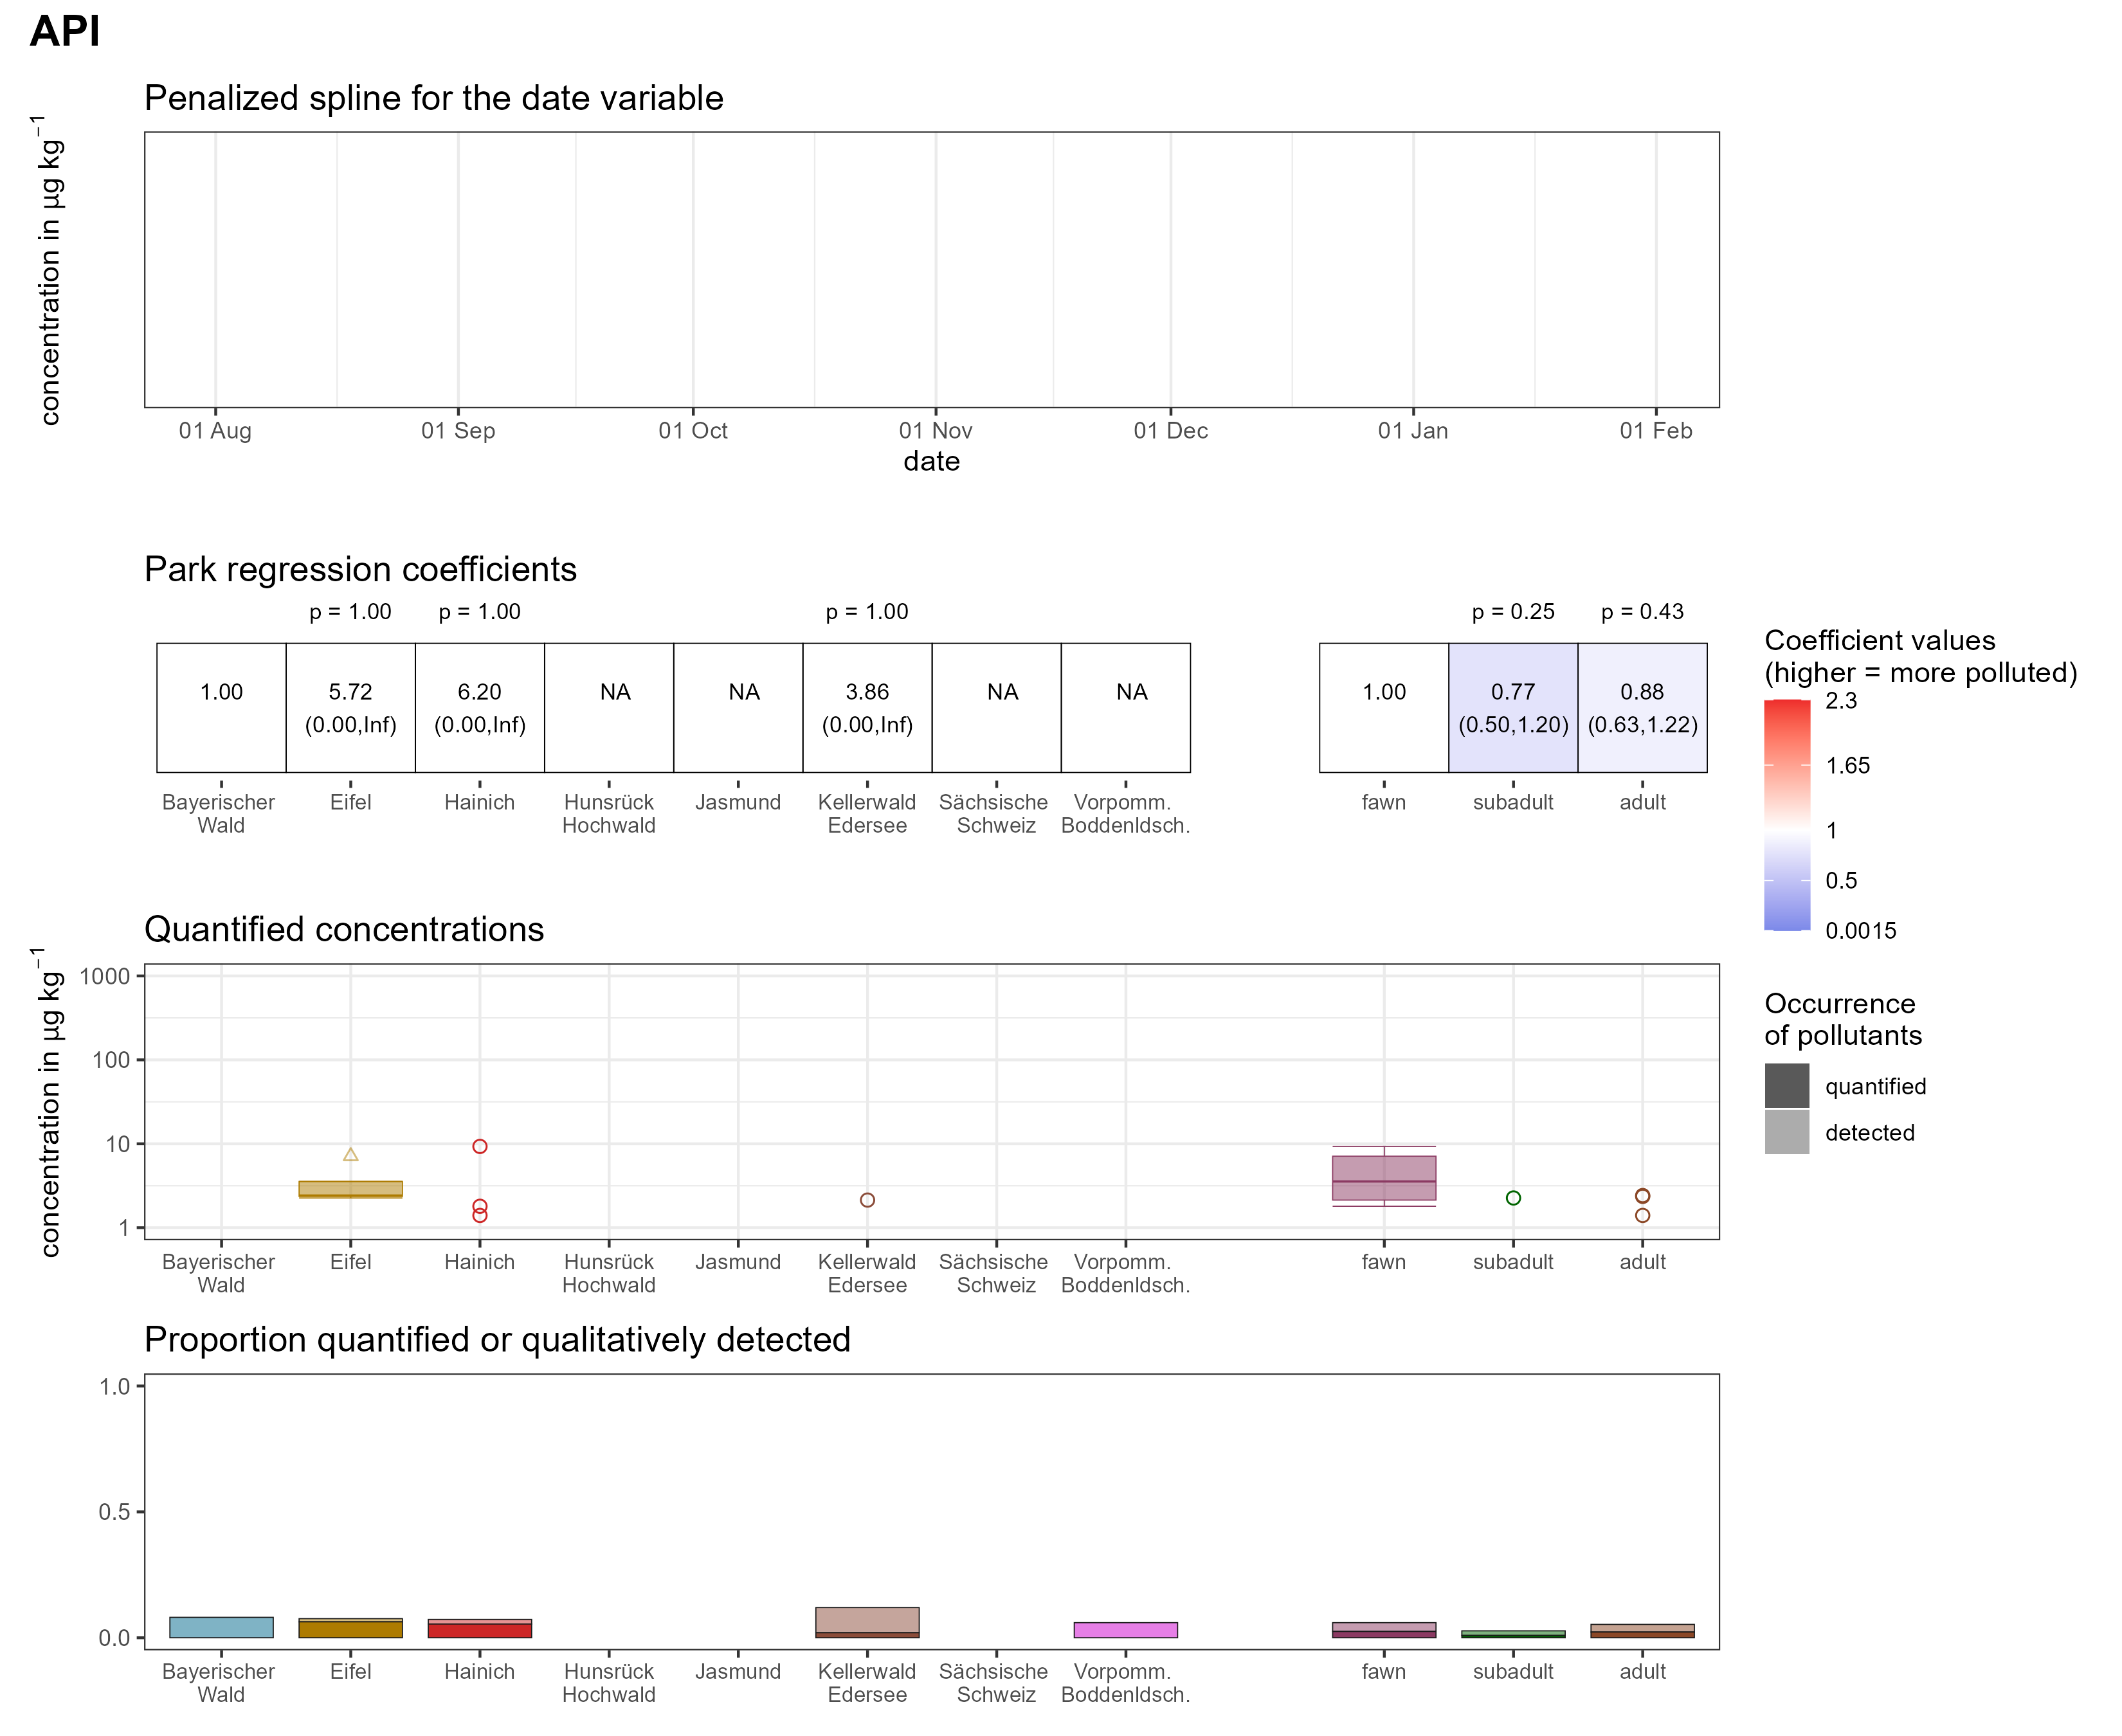 API
Penalized spline for the date variable
concentration in µg kg⁻¹
01 Aug 01 Sep 01 Oct 01 Nov 01 Dec 01 Jan 01 Feb
date
Park regression coefficients
p = 1.00 p = 1.00 p = 1.00 p = 0.25 p = 0.43
1.00 5.72 6.20 NA NA 3.86 NA NA 1.00 0.77 0.88
(0.00,Inf) (0.00,Inf) (0.00,Inf) (0.50,1.20) (0.63,1.22)
Bayerischer Eifel Hainich Hunsrück Jasmund Kellerwald Sächsische Vorpomm. fawn subadult adult
Wald Hochwald Edersee Schweiz Boddenldsch.
Coefficient values
(higher = more polluted)
2.3
1.65
1
0.5
0.0015
Quantified concentrations
concentration in µg kg⁻¹
1000
100
10
1
Bayerischer Eifel Hainich Hunsrück Jasmund Kellerwald Sächsische Vorpomm. fawn subadult adult
Wald Hochwald Edersee Schweiz Boddenldsch.
Occurrence
of pollutants
quantified
detected
Proportion quantified or qualitatively detected
1.0
0.5
0.0
Bayerischer Eifel Hainich Hunsrück Jasmund Kellerwald Sächsische Vorpomm. fawn subadult adult
Wald Hochwald Edersee Schweiz Boddenldsch.